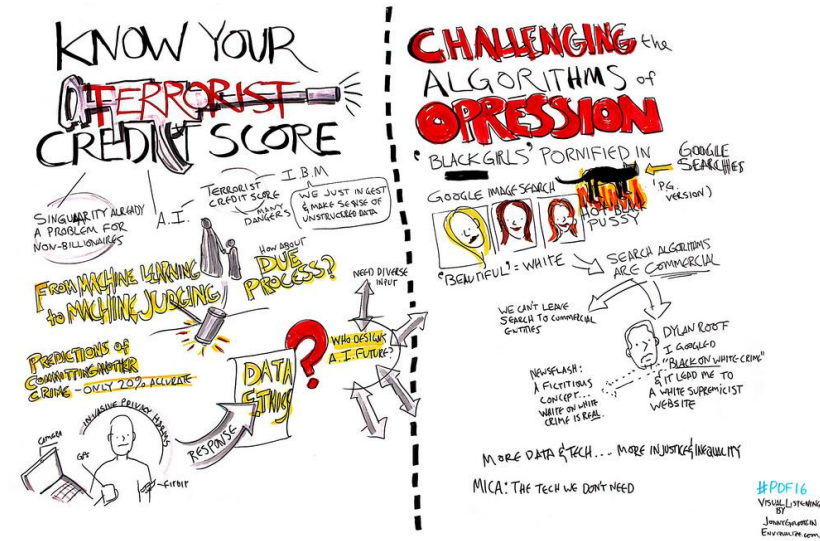 KNOW YOUR
TERRORIST
CREDIT SCORE
SINGULARITY ALREADY
A PROBLEM FOR
NON-BILLIONAIRES
A.I.
TERRORIST
CREDIT SCORE
MANY
DANGERS
I.B.M
WE JUST INGEST
& MAKE SENSE OF
UNSTRUCTURED DATA
FROM MACHINE LEARNING
to MACHINE JUDGING
HOW ABOUT
DUE
PROCESS?
NEED DIVERSE
INPUT
WHO DESIGNS
A.I. FUTURE?
PREDICTIONS OF
COMMITTING ANOTHER
CRIME - ONLY 20% ACCURATE
DATA
ETHICS
?
RESPONSE
INVASIVE PRIVACY
CAMERA
GPS
FITBIT
CHALLENGING the
ALGORITHMS of
OPRESSION
'BLACK GIRLS' PORNIFIED IN
GOOGLE
SEARCHES
(PG.
VERSION)
GOOGLE IMAGE SEARCH
HOT BLACK
PUSSY
'BEAUTIFUL' = WHITE
SEARCH ALGORITHMS
ARE COMMERCIAL
WE CAN'T LEAVE
SEARCH TO COMMERCIAL
ENTITIES
DYLAN ROOF
I GOOGLED
"BLACK ON WHITE CRIME"
& IT LEAD ME TO
A WHITE SUPREMICIST
WEBSITE
NEWSFLASH:
A FICTITIOUS
CONCEPT...
WHITE ON WHITE
CRIME IS REAL.
MORE DATA & TECH... MORE INJUSTICE & INEQUALITY
MICA: THE TECH WE DON'T NEED
#PDF16
VISUAL LISTENING
BY
ENVIZUALIZE.COM